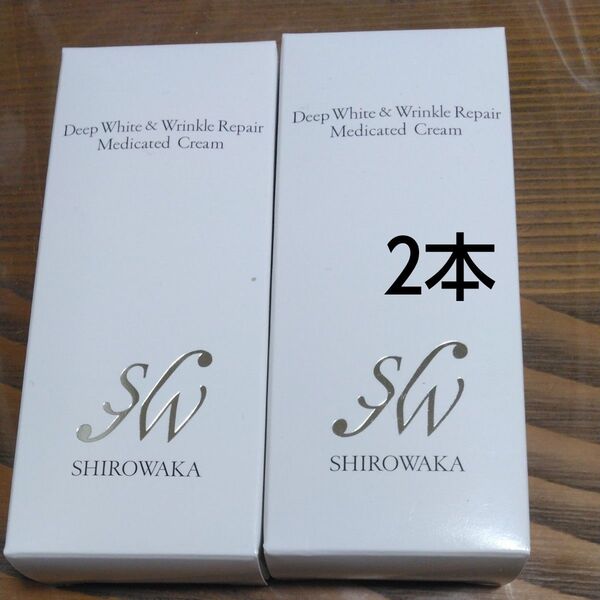 Deep White & Wrinkle Repair
Medicated Cream
SW
SHIROWAKA
Deep White & Wrinkle Repair
Medicated Cream
2本
SW
SHIROWAKA